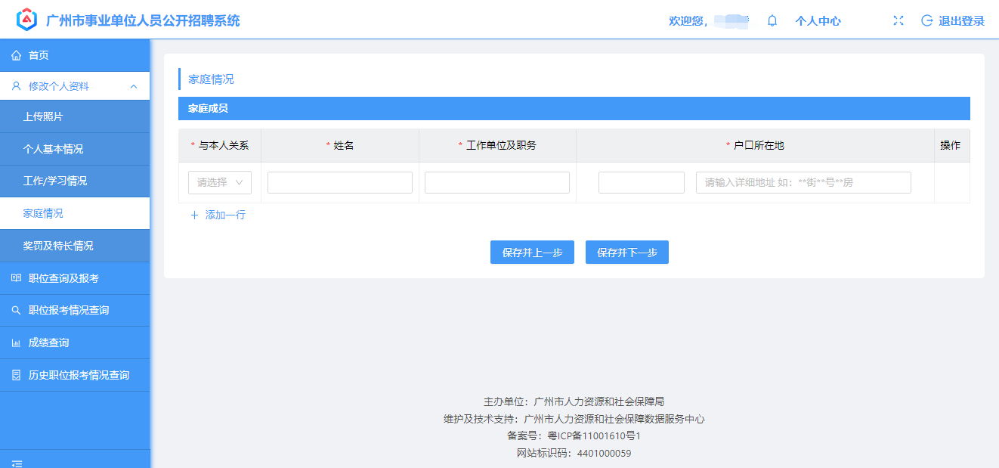 广州市事业单位人员公开招聘系统
欢迎您,
个人中心
退出登录
首页
修改个人资料
上传照片
个人基本情况
工作/学习情况
家庭情况
奖罚及特长情况
职位查询及报考
职位报考情况查询
成绩查询
历史职位报考情况查询
家庭情况
家庭成员
* 与本人关系 * 姓名 * 工作单位及职务 * 户口所在地 操作
请选择 请输入详细地址 如：**街**号**房
+ 添加一行
保存并上一步 保存并下一步
主办单位：广州市人力资源和社会保障局
维护及技术支持：广州市人力资源和社会保障数据服务中心
备案号：粤ICP备11001610号1
网站标识码：4401000059